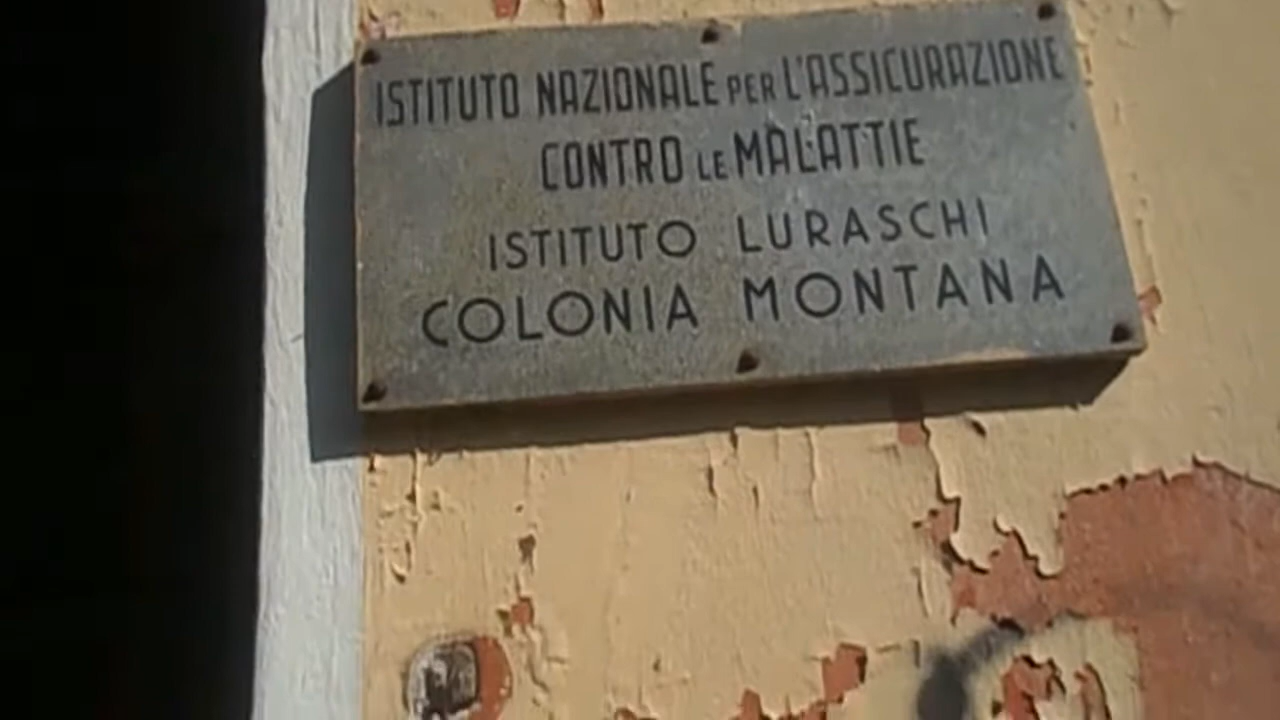 ISTITUTO NAZIONALE PER L'ASSICURAZIONE
CONTRO LE MALATTIE
ISTITUTO LURASCHI
COLONIA MONTANA